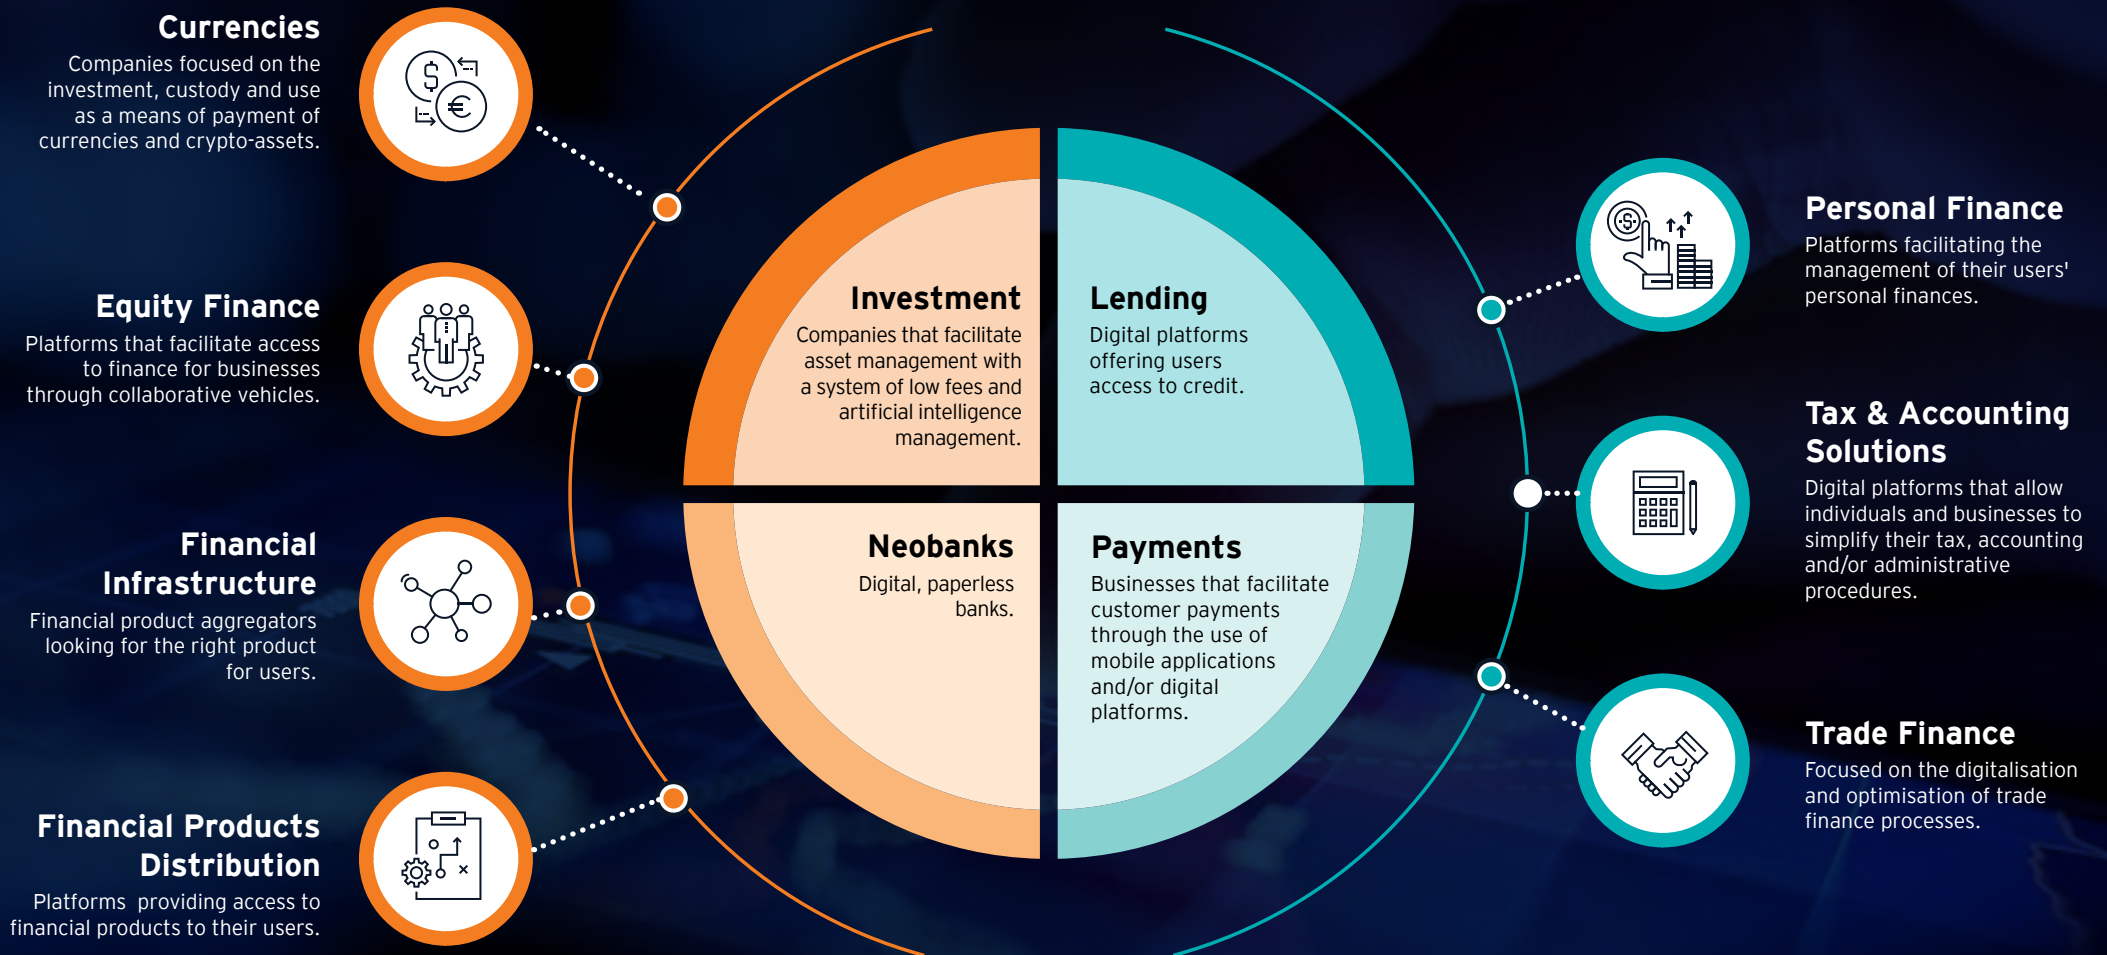 Currencies
Companies focused on the
investment, custody and use
as a means of payment of
currencies and crypto-assets.
Equity Finance
Platforms that facilitate access
to finance for businesses
through collaborative vehicles.
Financial
Infrastructure
Financial product aggregators
looking for the right product
for users.
Financial Products
Distribution
Platforms providing access to
financial products to their users.
Investment
Companies that facilitate
asset management with
a system of low fees and
artificial intelligence
management.
Lending
Digital platforms
offering users
access to credit.
Neobanks
Digital, paperless
banks.
Payments
Businesses that facilitate
customer payments
through the use of
mobile applications
and/or digital
platforms.
Personal Finance
Platforms facilitating the
management of their users'
personal finances.
Tax & Accounting
Solutions
Digital platforms that allow
individuals and businesses to
simplify their tax, accounting
and/or administrative
procedures.
Trade Finance
Focused on the digitalisation
and optimisation of trade
finance processes.